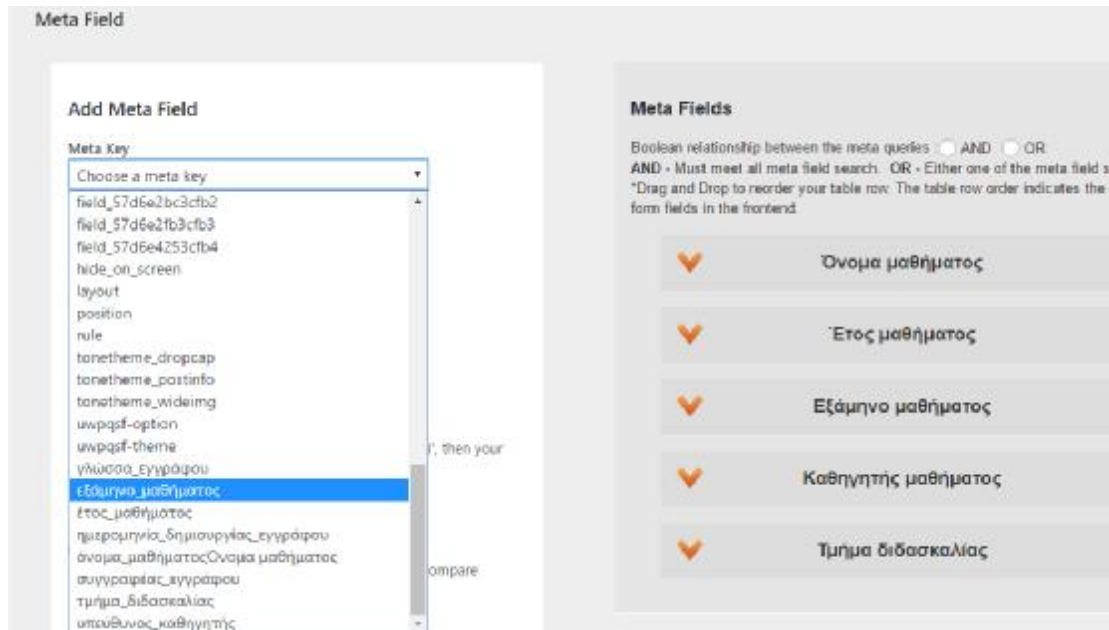 Meta Field
Add Meta Field
Meta Key
Choose a meta key
field_57d6e2bc3cfb2
field_57d6e2fb3cfb3
field_57d6e4253cfb4
hide_on_screen
layout
position
rule
tonetheme_dropcap
tonetheme_postinfo
tonetheme_wideimg
uwpqsf-option
uwpqsf-theme
γλώσσα_εγγράφου
εξάμηνο_μαθήματος
έτος_μαθήματος
ημερομηνία_δημιουργίας_εγγράφου
όνομα_μαθήματοςΌνομα μαθήματος
συγγραφέας_εγγράφου
τμήμα_διδασκαλίας
υπεύθυνος_καθηγητής
, then your
ompare
Meta Fields
Boolean relationship between the meta queries : AND OR
AND - Must meet all meta field search. OR - Either one of the meta field s
*Drag and Drop to reorder your table row. The table row order indicates the
form fields in the frontend.
Όνομα μαθήματος
Έτος μαθήματος
Εξάμηνο μαθήματος
Καθηγητής μαθήματος
Τμήμα διδασκαλίας